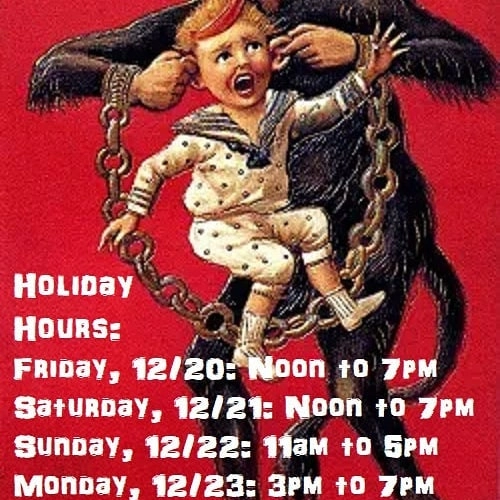 Holiday
Hours:
Friday, 12/20: Noon to 7pm
Saturday, 12/21: Noon to 7pm
Sunday, 12/22: 11am to 5pm
Monday, 12/23: 3pm to 7pm